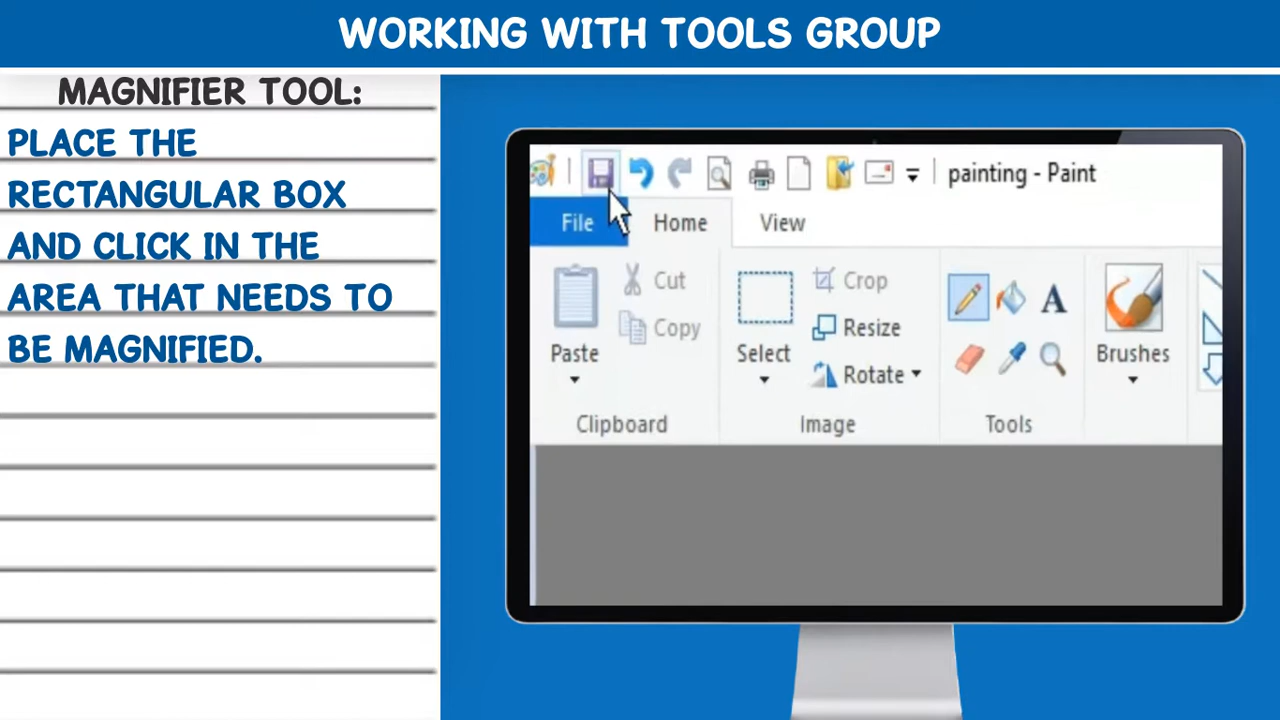 WORKING WITH TOOLS GROUP
MAGNIFIER TOOL:
PLACE THE
RECTANGULAR BOX
AND CLICK IN THE
AREA THAT NEEDS TO
BE MAGNIFIED.
painting - Paint
File Home View
Cut
Copy
Paste
Clipboard
Select
Crop
Resize
Rotate
Image
A
Tools
Brushes